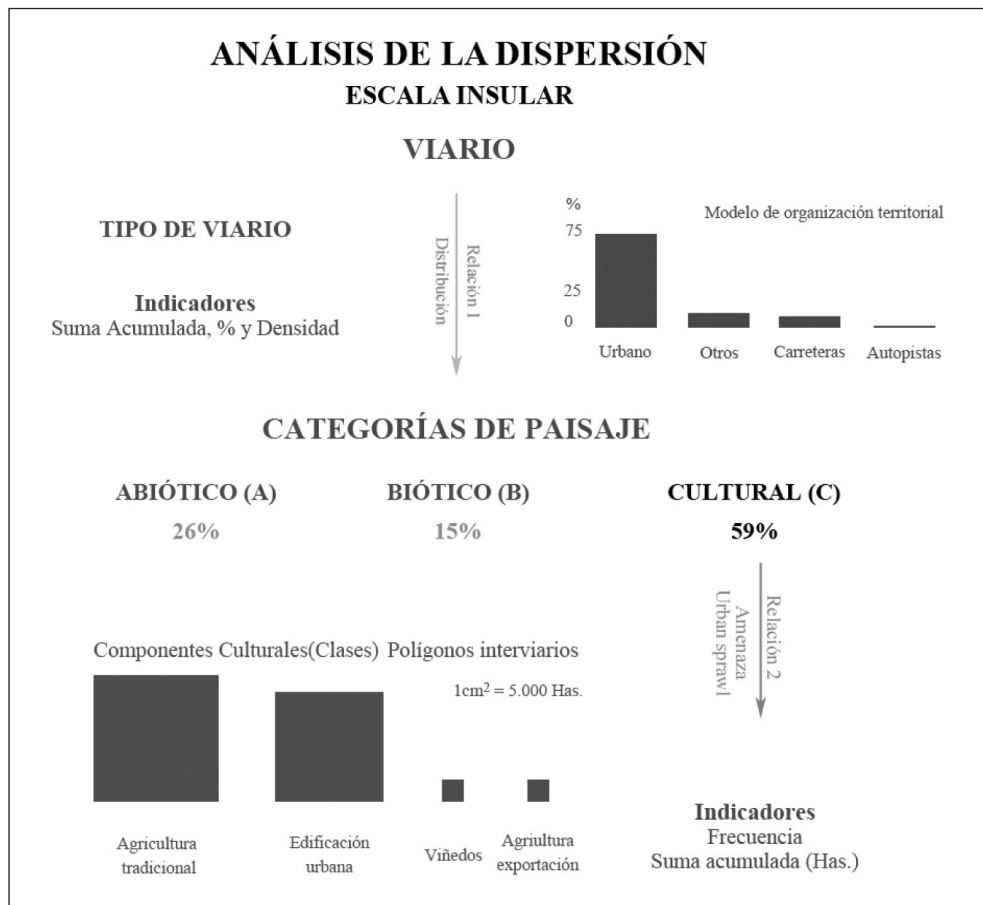 ANÁLISIS DE LA DISPERSIÓN
ESCALA INSULAR
VIARIO
TIPO DE VIARIO
Indicadores
Suma Acumulada, % y Densidad
Relación 1
Distribución
%
Modelo de organización territorial
75
25
0
Urbano
Otros
Carreteras
Autopistas
CATEGORÍAS DE PAISAJE
ABIÓTICO (A)
BIÓTICO (B)
CULTURAL (C)
26%
15%
59%
Relación 2
Amenaza
Urban sprawl
Componentes Culturales(Clases) Polígonos interviarios
1cm² = 5.000 Has.
Agricultura
tradicional
Edificación
urbana
Viñedos
Agriultura
exportación
Indicadores
Frecuencia
Suma acumulada (Has.)